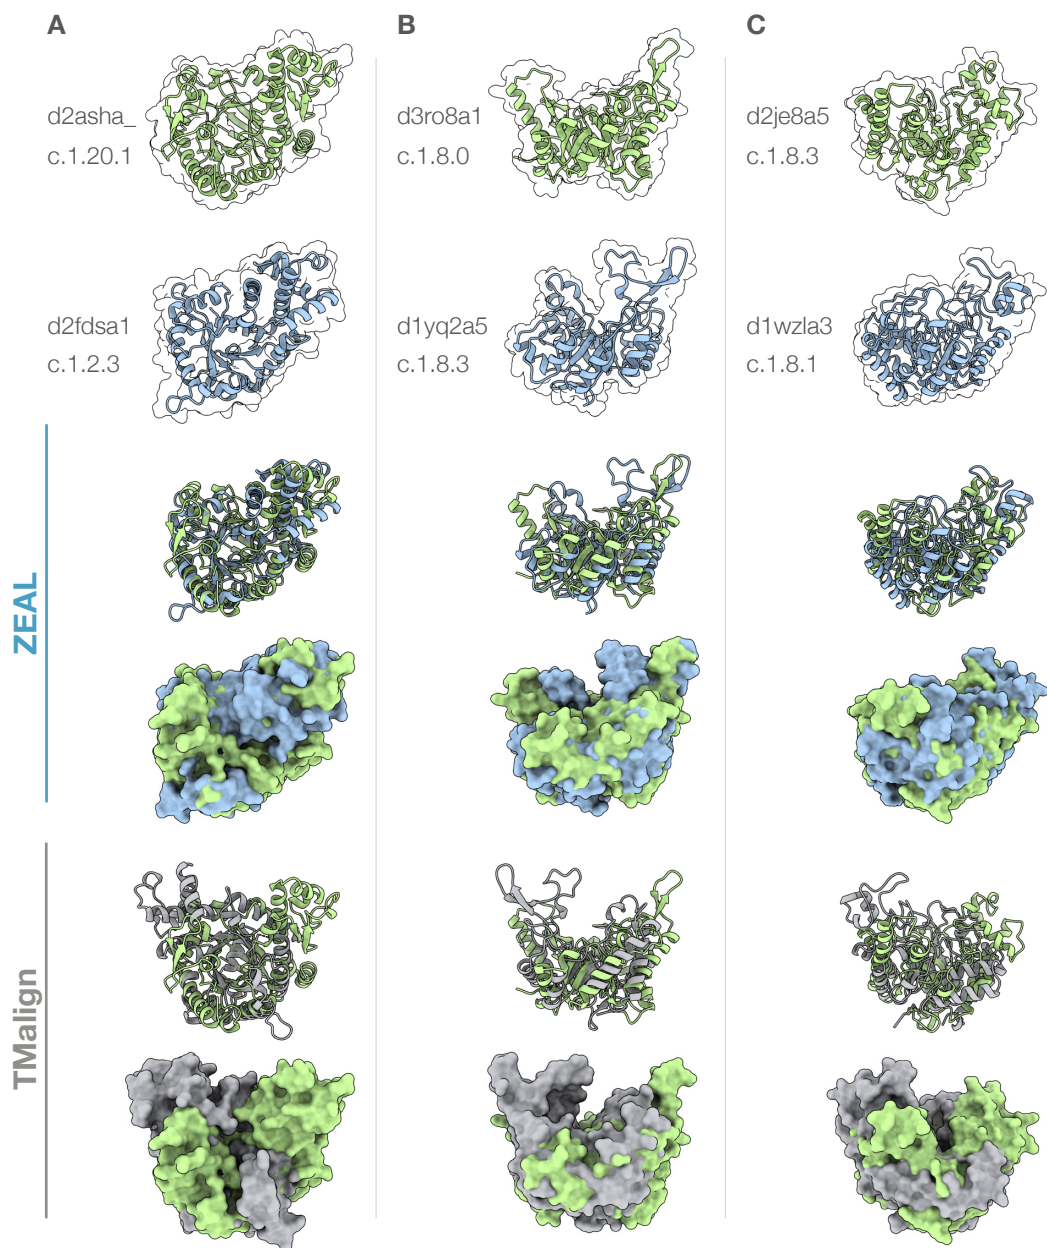 A
B
C
d2asha_
c.1.20.1
d3ro8a1
c.1.8.0
d2je8a5
c.1.8.3
d2fdsa1
c.1.2.3
d1yq2a5
c.1.8.3
d1wzla3
c.1.8.1
ZEAL
TMalign